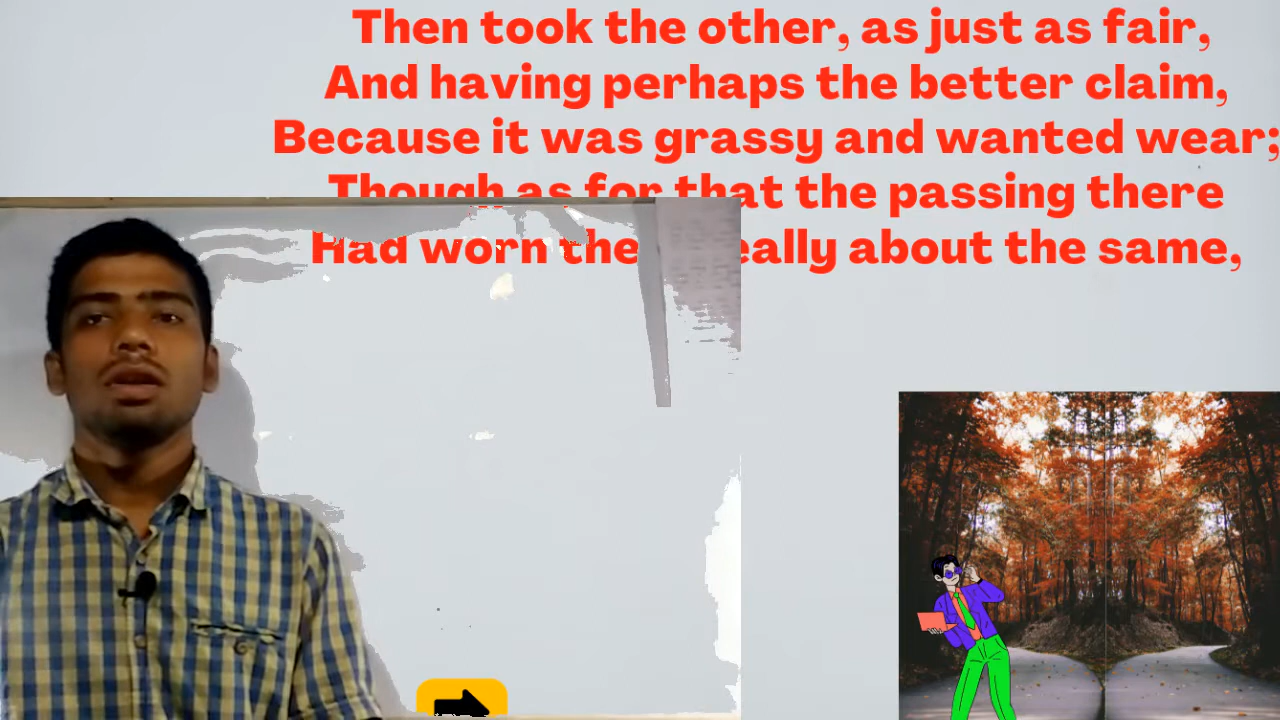 Then took the other, as just as fair,
And having perhaps the better claim,
Because it was grassy and wanted wear;
Though as for that the passing there
Had worn the eally about the same,